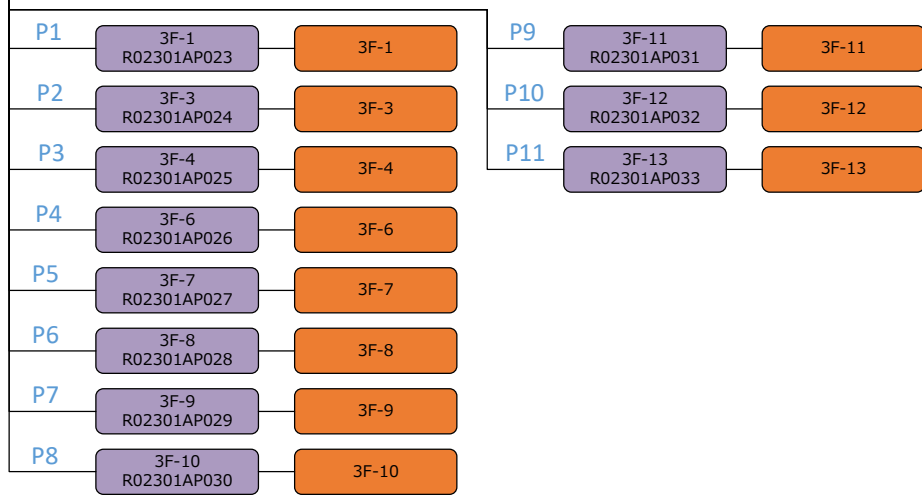 P1
3F-1
R02301AP023
3F-1
P2
3F-3
R02301AP024
3F-3
P3
3F-4
R02301AP025
3F-4
P4
3F-6
R02301AP026
3F-6
P5
3F-7
R02301AP027
3F-7
P6
3F-8
R02301AP028
3F-8
P7
3F-9
R02301AP029
3F-9
P8
3F-10
R02301AP030
3F-10
P9
3F-11
R02301AP031
3F-11
P10
3F-12
R02301AP032
3F-12
P11
3F-13
R02301AP033
3F-13